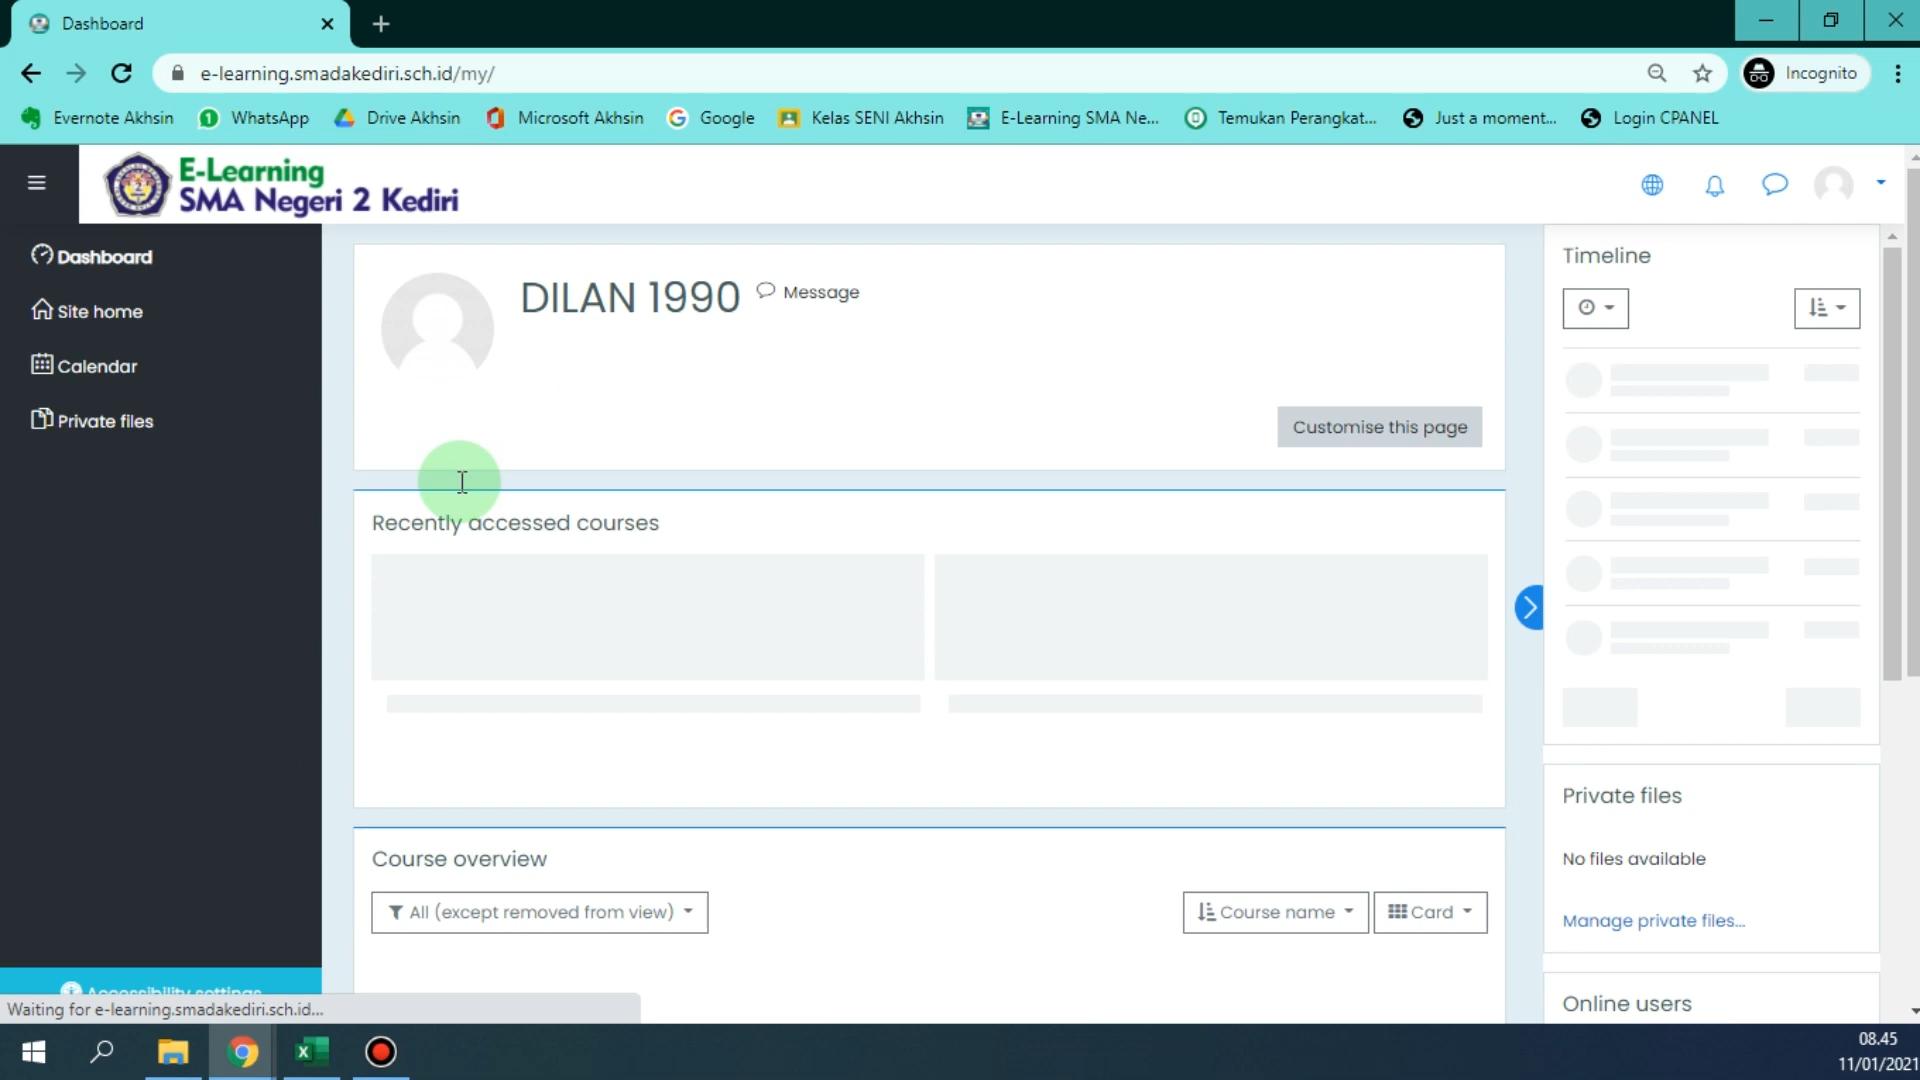 Dashboard
e-learning.smadakediri.sch.id/my/
Incognito
Evernote Akhsin
WhatsApp
Drive Akhsin
Microsoft Akhsin
Google
Kelas SENI Akhsin
E-Learning SMA Ne...
Temukan Perangkat...
Just a moment...
Login CPANEL
E-Learning
SMA Negeri 2 Kediri
Dashboard
Site home
Calendar
Private files
Accessibility settings
DILAN 1990
Message
Customise this page
Recently accessed courses
Course overview
All (except removed from view)
Course name
Card
Timeline
Private files
No files available
Manage private files...
Online users
Waiting for e-learning.smadakediri.sch.id...
08.45
11/01/2021